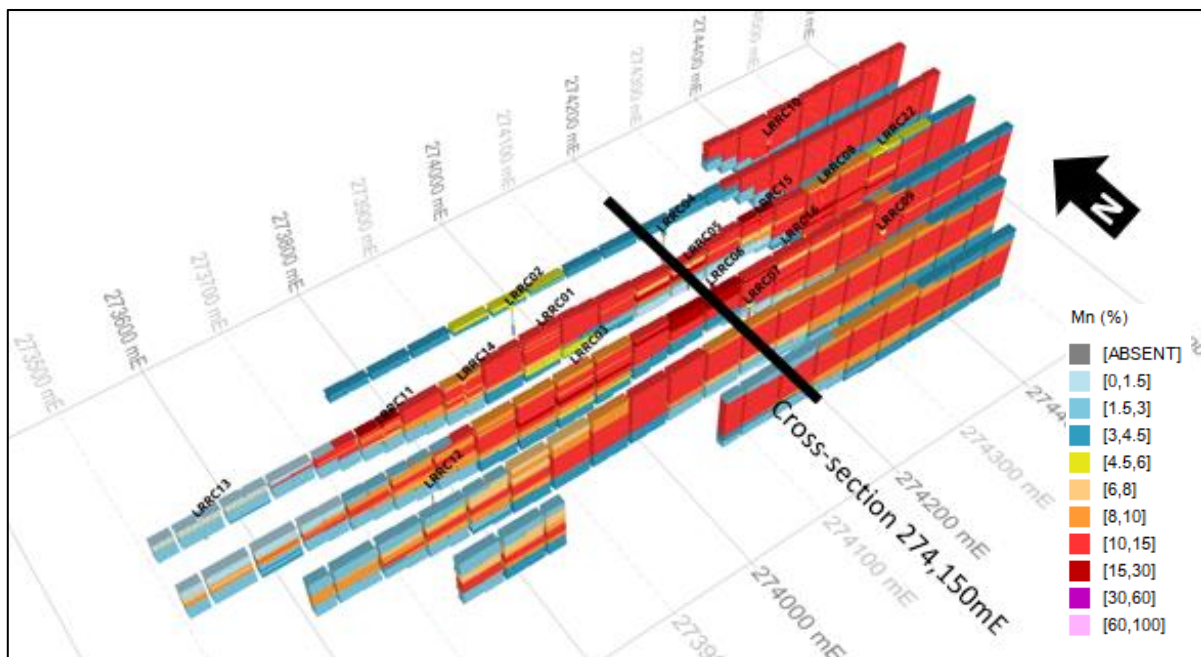 274400 mE
274300 mE
274200 mE
274100 mE
274000 mE
273900 mE
273800 mE
273700 mE
273600 mE
273500 mE
LRRC10
LRRC22
LRRC08
LRRC15
LRRC16
LRRC09
LRRC04
LRRC05
LRRC06
LRRC07
LRRC02
LRRC01
LRRC03
LRRC14
LRRC11
LRRC12
LRRC13
N
Cross-section 274,150mE
274300 mE
274200 mE
274100 mE
274000 mE
Mn (%)
[ABSENT]
[0,1.5]
[1.5,3]
[3,4.5]
[4.5,6]
[6,8]
[8,10]
[10,15]
[15,30]
[30,60]
[60,100]